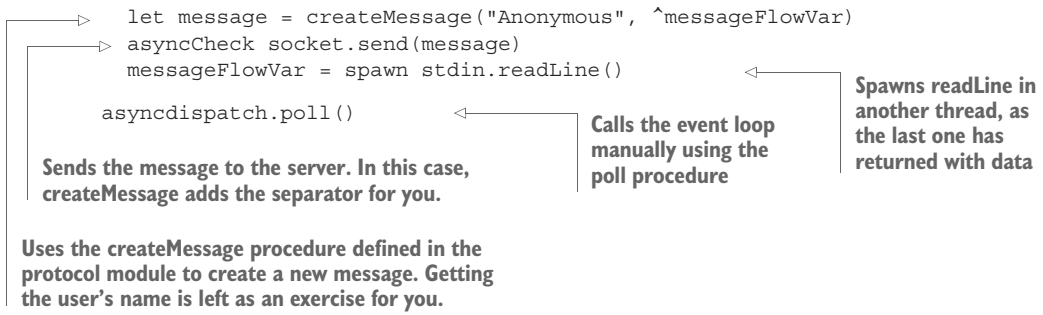 let message = createMessage("Anonymous", ^messageFlowVar)
asyncCheck socket.send(message)
messageFlowVar = spawn stdin.readLine()
asyncdispatch.poll()
Spawns readLine in
another thread, as
the last one has
returned with data
Calls the event loop
manually using the
poll procedure
Sends the message to the server. In this case,
createMessage adds the separator for you.
Uses the createMessage procedure defined in the
protocol module to create a new message. Getting
the user's name is left as an exercise for you.